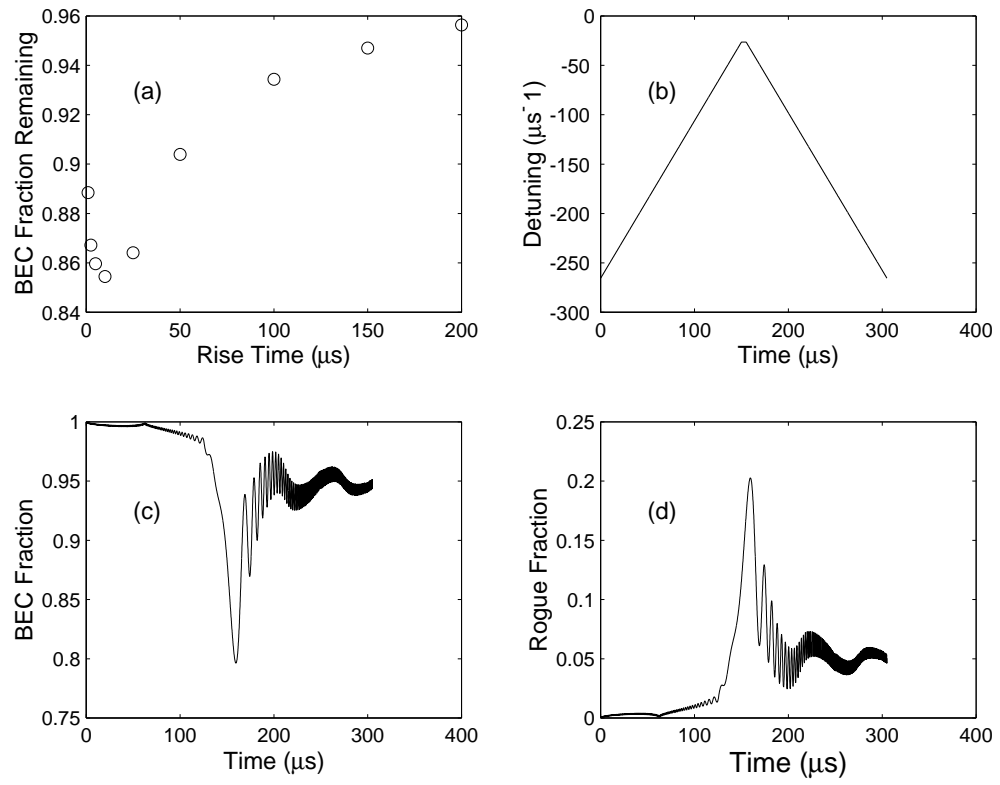 0.96
0.94
0.92
0.9
0.88
0.86
0.84
0 50 100 150 200
BEC Fraction Remaining
Rise Time (μs)
(a)
0
-50
-100
-150
-200
-250
-300
0 100 200 300 400
Detuning (μs⁻1)
Time (μs)
(b)
1
0.95
0.9
0.85
0.8
0.75
0 100 200 300 400
BEC Fraction
Time (μs)
(c)
0.25
0.2
0.15
0.1
0.05
0
0 100 200 300 400
Rogue Fraction
Time (μs)
(d)